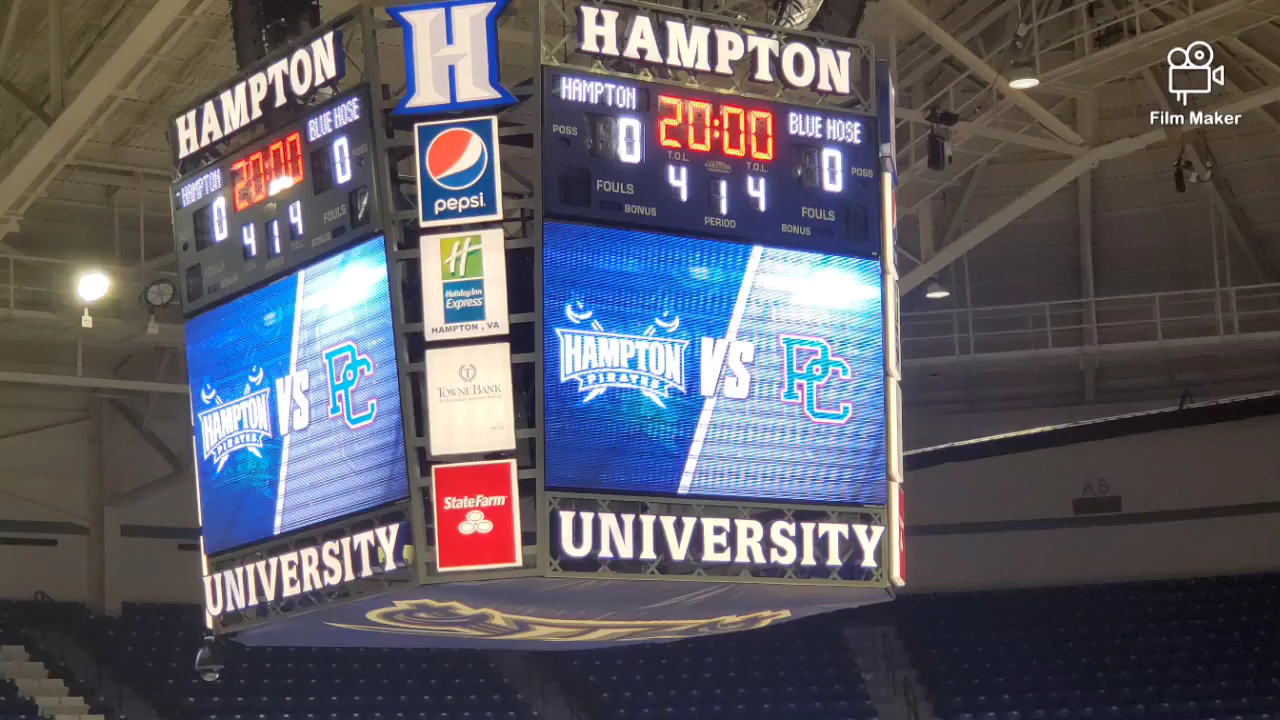 HAMPTON
HAMPTON
BLUE HOSE
20:00
0
0
4
1
4
FOULS
HAMPTON
PIRATES
VS
PC
UNIVERSITY
H
pepsi.
H
Holiday Inn
Express
HAMPTON, VA
TOWNEBANK
State Farm
HAMPTON
HAMPTON
20:00
BLUE HOSE
POSS
0
T.O.L.
T.O.L.
0
POSS
FOULS
4
1
4
FOULS
BONUS
PERIOD
BONUS
HAMPTON
PIRATES
VS
PC
UNIVERSITY
A5
Film Maker